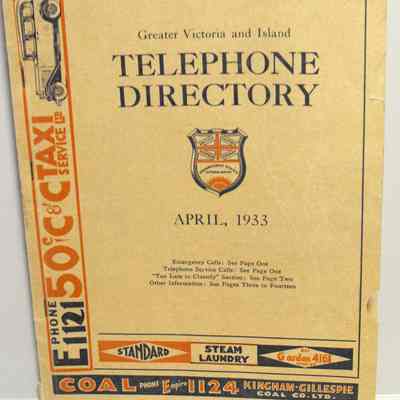 Greater Victoria and Island
TELEPHONE
DIRECTORY
APRIL, 1933
Emergency Calls: See Page One
Telephone Service Calls: See Page One
"Too Late to Classify" Section: See Page Two
Other Information: See Pages Three to Fourteen
PHONE
E1121 50¢ C&C TAXI
SERVICE LTD
STANDARD
STEAM
LAUNDRY
Garden 4161
COAL PHONE Empire 1124 KINGHAM-GILLESPIE
COAL CO. LTD.